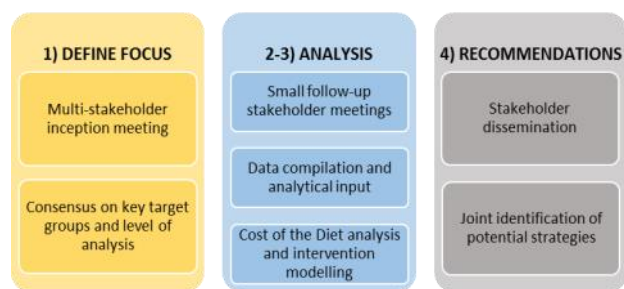 1) DEFINE FOCUS
Multi-stakeholder
inception meeting
Consensus on key target
groups and level of
analysis
2-3) ANALYSIS
Small follow-up
stakeholder meetings
Data compilation and
analytical input
Cost of the Diet analysis
and intervention
modelling
4) RECOMMENDATIONS
Stakeholder
dissemination
Joint identification of
potential strategies